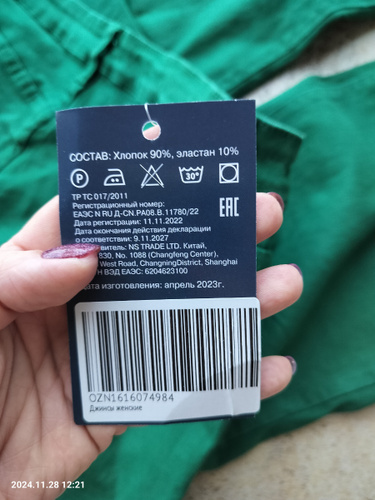 СОСТАВ: Хлопок 90%, эластан 10%
P
30°
ТР ТС 017/2011
Регистрационный номер:
ЕАЭС N RU Д-CN.РА08.В.11780/22
Дата регистрации: 11.11.2022
Дата окончания действия декларации
о соответствии: 9.11.2027
NS TRADE LTD. Китай,
830, No. 1088 (Changfeng Center),
West Road, ChangningDistrict, Shanghai
ВЭД ЕАЭС: 6204623100
дата изготовления: апрель 2023г.
EAC
OZN1616074984
Джинсы женские
2024.11.28 12:21